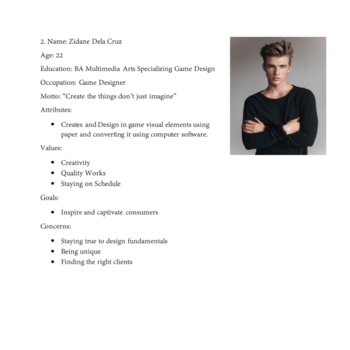 2. Name: Zidane Dela Cruz
Age: 22
Education: BA Multimedia Arts Specializing Game Design
Occupation: Game Designer
Motto: “Create the things don’t just imagine”
Attributes:
• Creates and Design in game visual elements using
paper and converting it using computer software.
Values:
• Creativity
• Quality Works
• Staying on Schedule
Goals:
• Inspire and captivate consumers
Concerns:
• Staying true to design fundamentals
• Being unique
• Finding the right clients